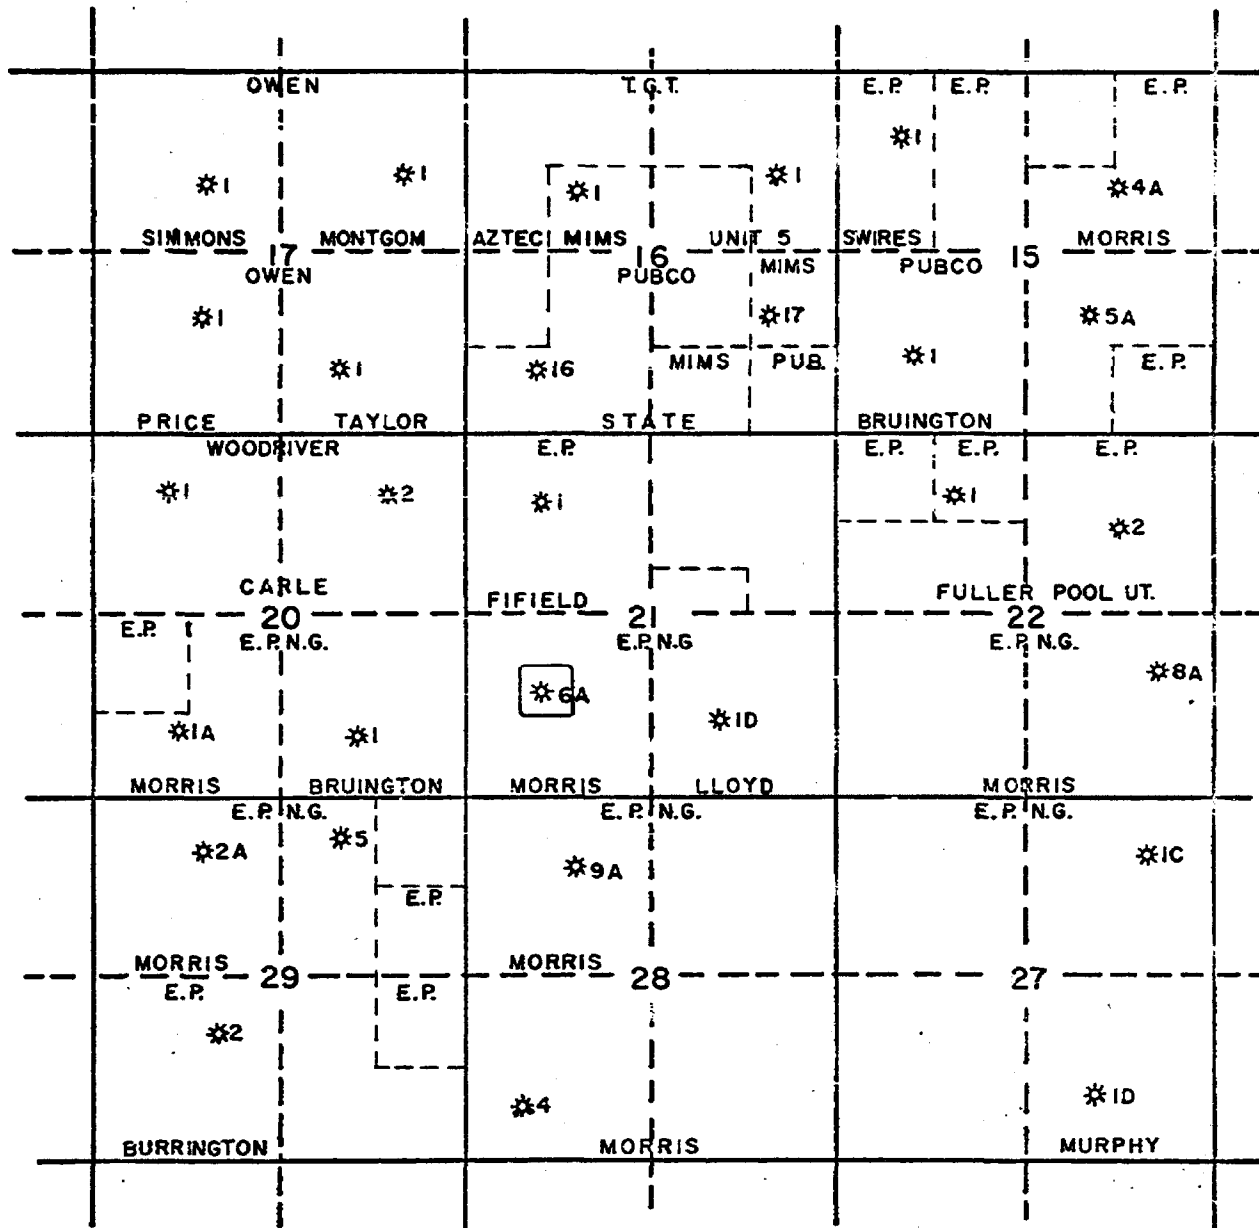 OWEN T.G.T. E.P. E.P. E.P.
1
1 1 1 1 4A
SIMMONS MONTGOM AZTEC MIMS UNIT 5 SWIRES MORRIS
17 16 15
OWEN PUBCO MIMS PUBCO
1 17 5A
1 16 MIMS PUB. 1 E.P.
PRICE TAYLOR STATE BRUINGTON
WOODRIVER E.P. E.P. E.P. E.P.
1 2 1 1 2
CARLE FIFIELD FULLER POOL UT.
20 21 22
E.P. E.P.N.G. E.P.N.G E.P.N.G.
6A 8A
1A 1 1D
MORRIS BRUINGTON MORRIS LLOYD MORRIS
E.P.N.G. E.P.N.G. E.P.N.G.
2A 5 9A 1C
E.P.
MORRIS MORRIS
29 28 27
E.P. E.P.
2
4 1D
BURRINGTON MORRIS MURPHY